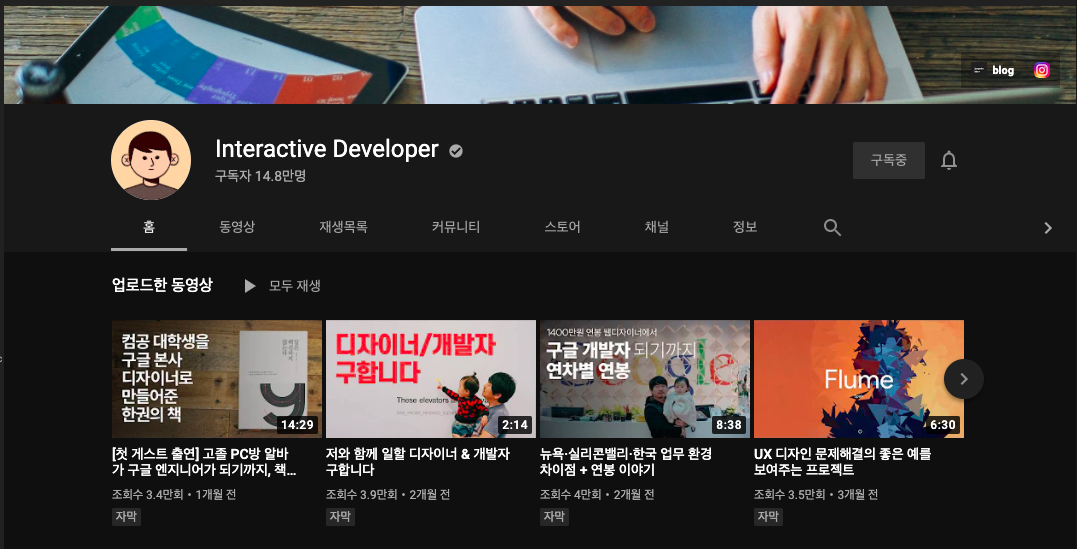 blog
Interactive Developer
구독자 14.8만명
구독중
홈 동영상 재생목록 커뮤니티 스토어 채널 정보
업로드한 동영상 모두 재생
컴공 대학생을
구글 본사
디자이너로
만들어준
한권의 책
14:29
[첫 게스트 출연] 고졸 PC방 알바
가 구글 엔지니어가 되기까지, 책...
조회수 3.4만회 • 1개월 전
자막
디자이너/개발자
구합니다
These elevators
2:14
저와 함께 일할 디자이너 & 개발자
구합니다
조회수 3.9만회 • 2개월 전
자막
1400만원 연봉 웹디자이너에서
구글 개발자 되기까지
연차별 연봉
8:38
뉴욕·실리콘밸리·한국 업무 환경
차이점 + 연봉 이야기
조회수 4만회 • 2개월 전
자막
Flume
6:30
UX 디자인 문제해결의 좋은 예를
보여주는 프로젝트
조회수 3.5만회 • 3개월 전
자막